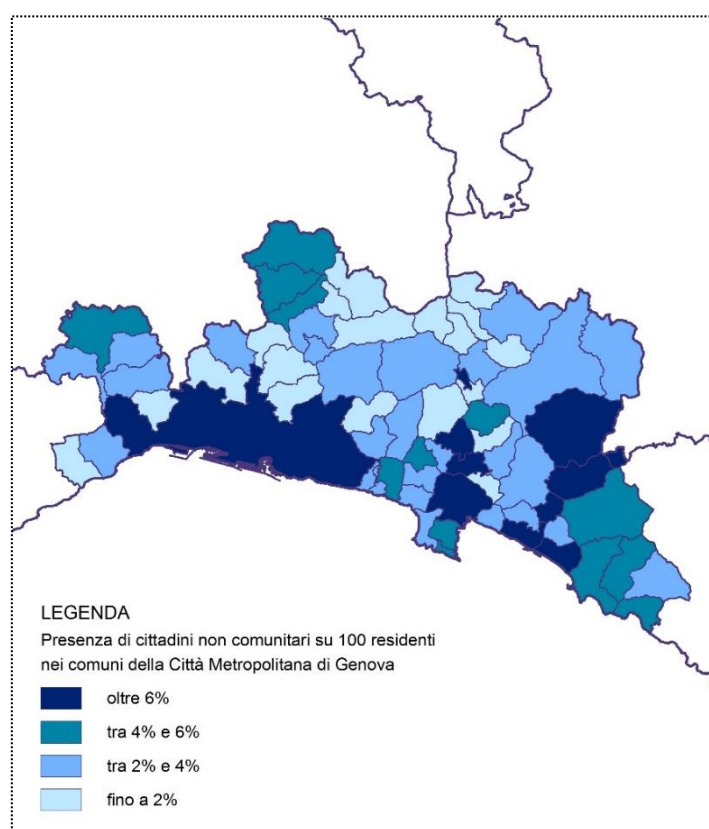 LEGENDA
Presenza di cittadini non comunitari su 100 residenti
nei comuni della Città Metropolitana di Genova
oltre 6%
tra 4% e 6%
tra 2% e 4%
fino a 2%